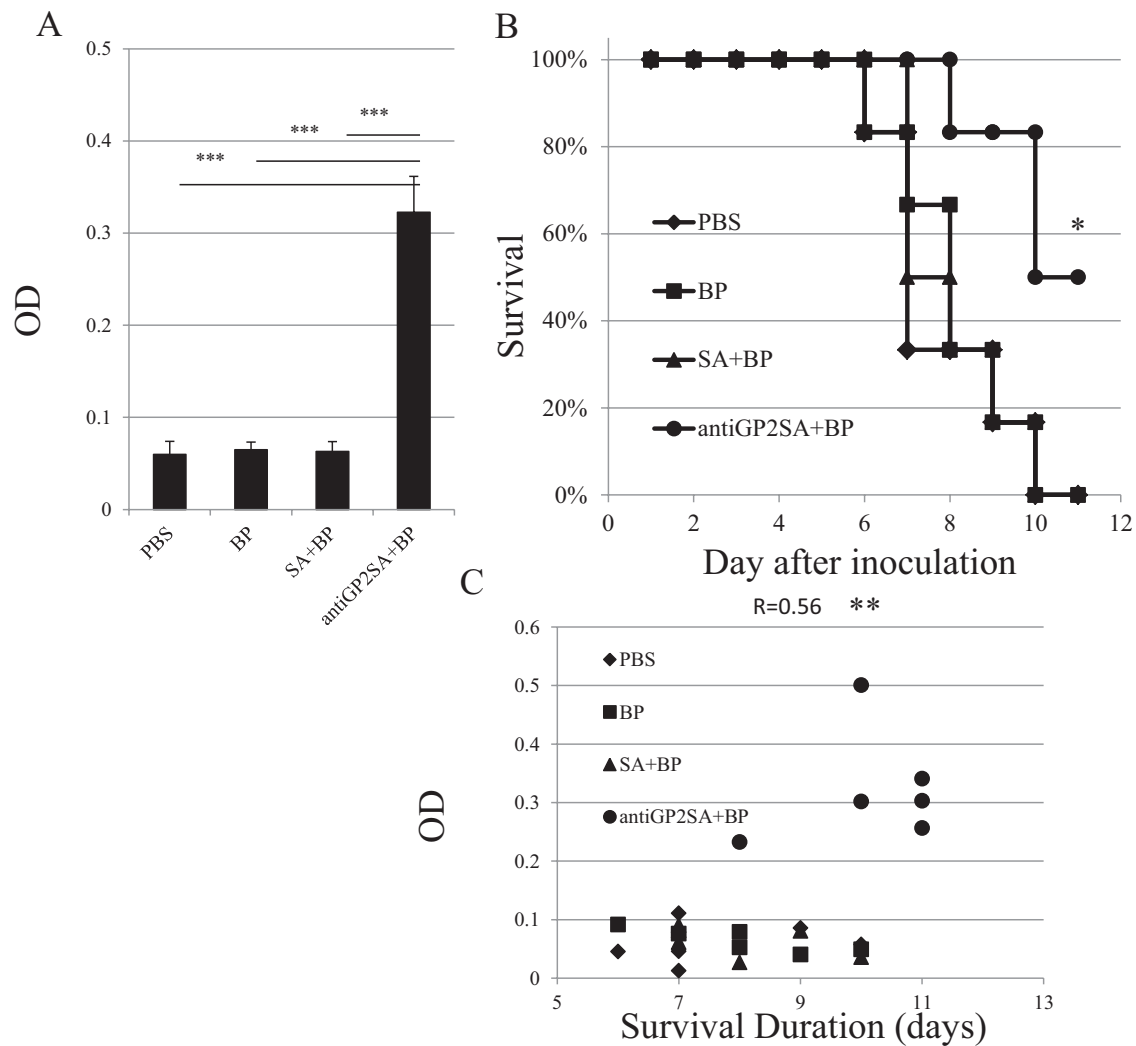 A
0.5
0.4
0.3
0.2
0.1
0
OD
***
***
***
PBS
BP
SA+BP
antiGP2SA+BP
B
100%
80%
60%
40%
20%
0%
Survival
PBS
BP
SA+BP
antiGP2SA+BP
*
0 2 4 6 8 10 12
Day after inoculation
C
R=0.56 **
0.6
0.5
0.4
0.3
0.2
0.1
0
OD
PBS
BP
SA+BP
antiGP2SA+BP
5 7 9 11 13
Survival Duration (days)